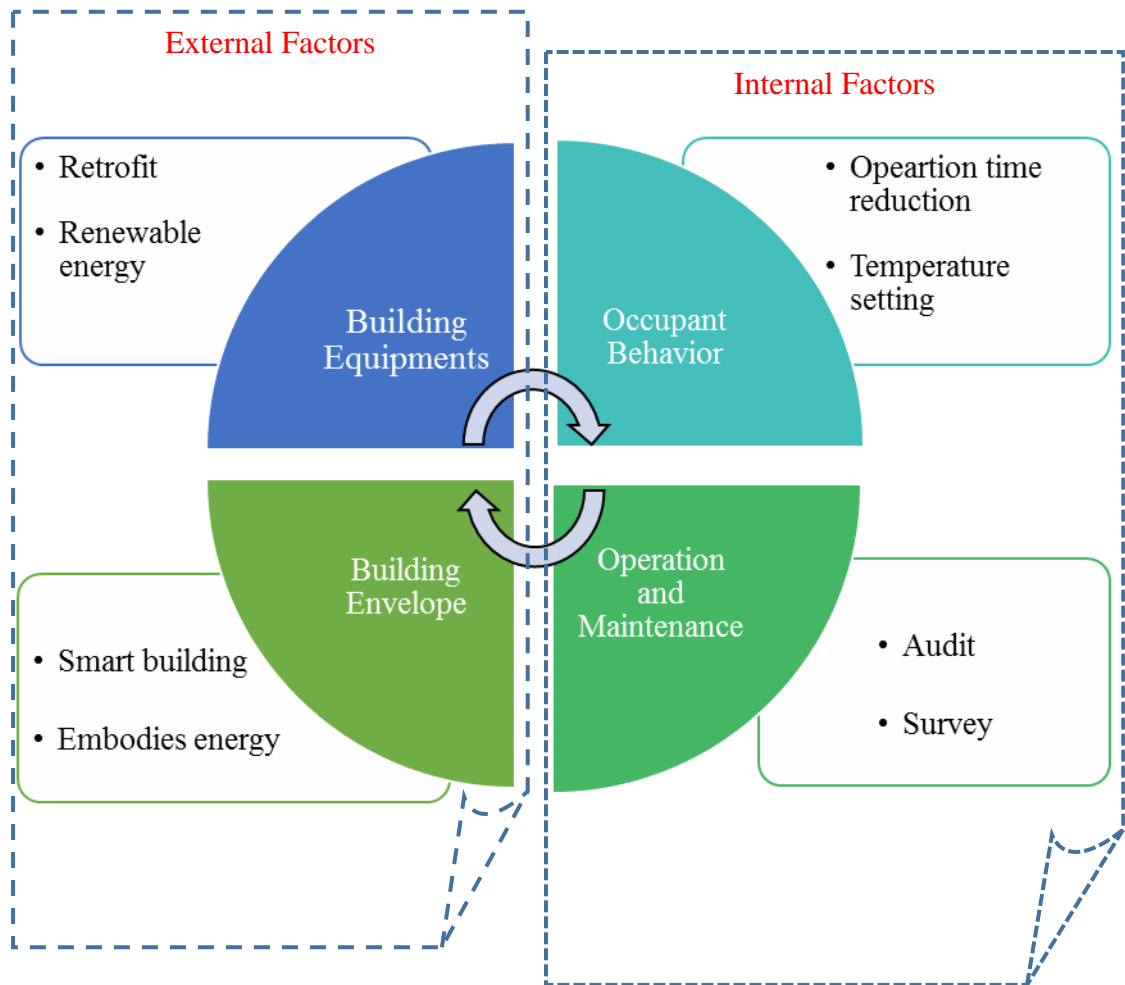 External Factors
• Retrofit
• Renewable
energy
Building
Equipments
Building
Envelope
• Smart building
• Embodies energy
Internal Factors
• Opeartion time
reduction
• Temperature
setting
Occupant
Behavior
Operation
and
Maintenance
• Audit
• Survey